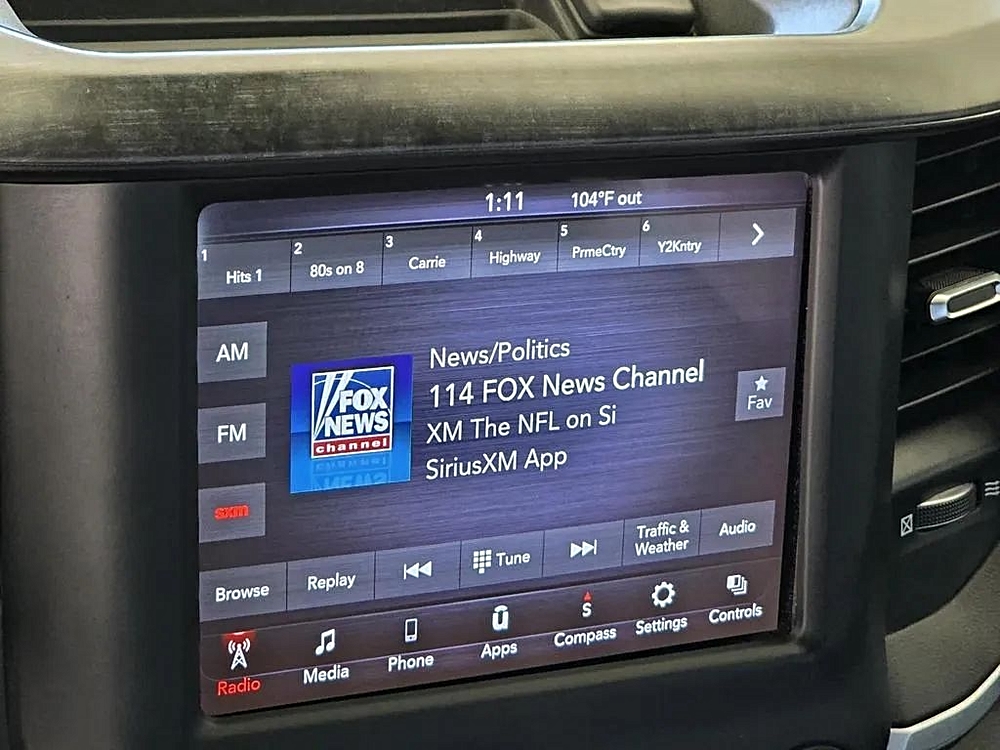 1:11 104°F out
1 Hits 1 2 80s on 8 3 Carrie 4 Highway 5 PrmeCtry 6 Y2Kntry
AM
FM
sxm
FOX
NEWS
channel
News/Politics
114 FOX News Channel
XM The NFL on Si
SiriusXM App
Fav
Browse Replay Tune Traffic & Weather Audio
Radio Media Phone Apps S Compass Settings Controls